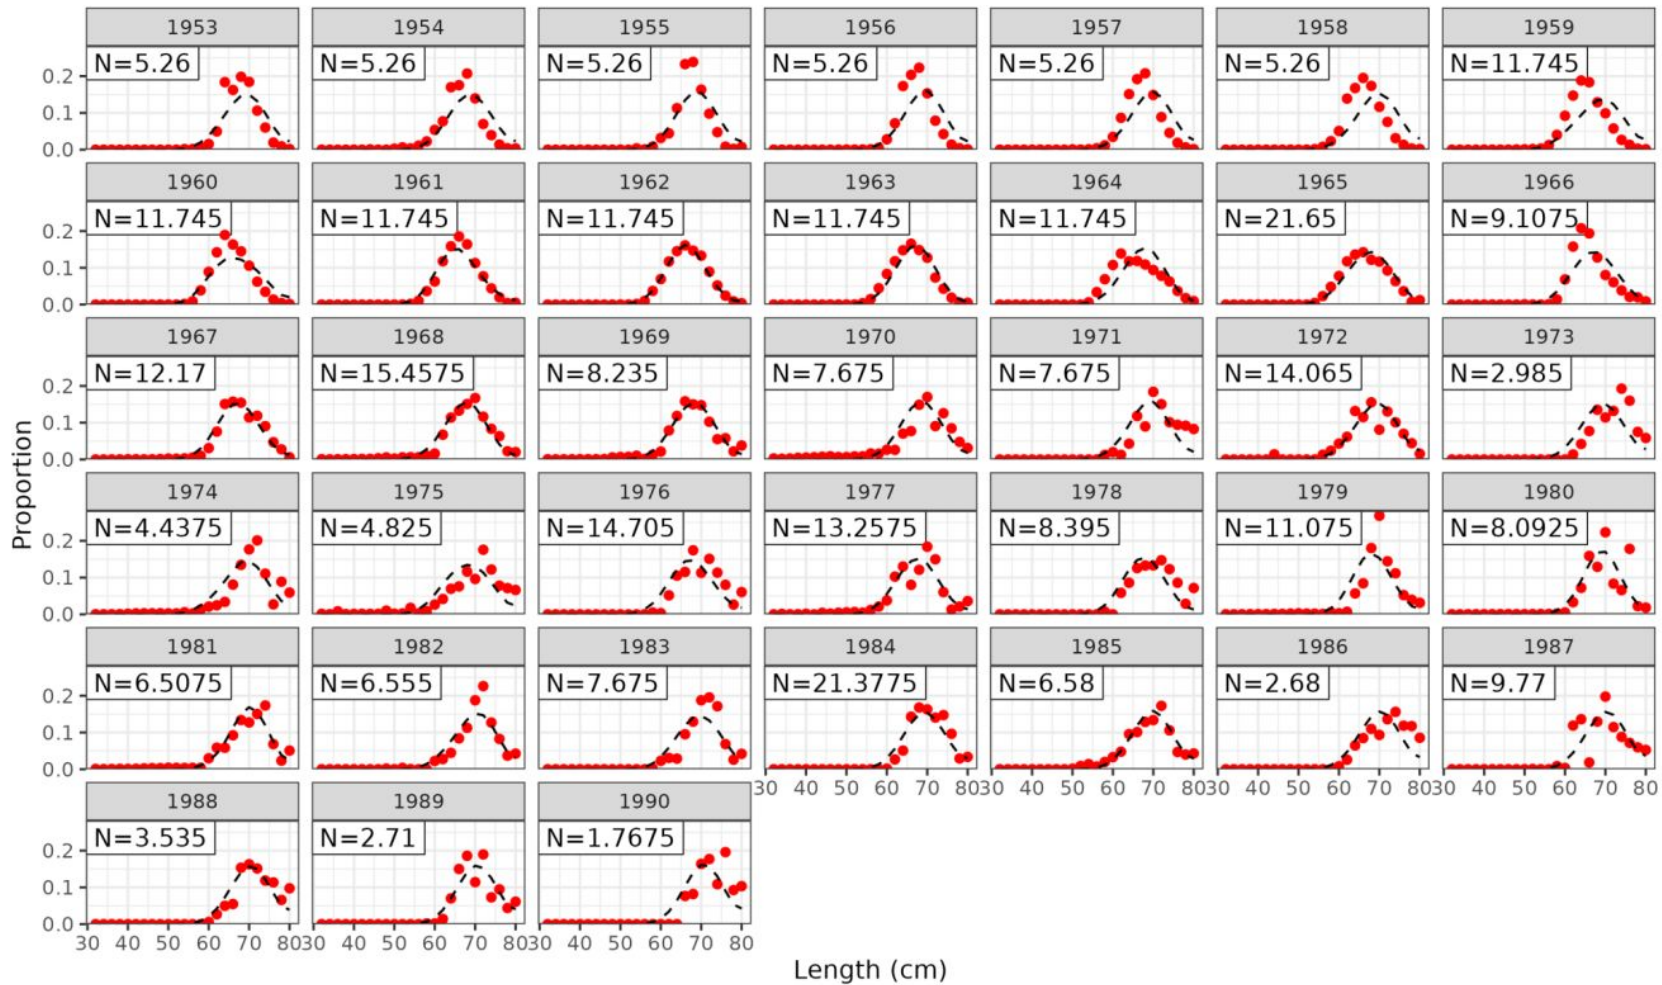 1953 1954 1955 1956 1957 1958 1959
N=5.26 N=5.26 N=5.26 N=5.26 N=5.26 N=5.26 N=11.745
0.2
0.1
0.0
1960 1961 1962 1963 1964 1965 1966
N=11.745 N=11.745 N=11.745 N=11.745 N=11.745 N=21.65 N=9.1075
0.2
0.1
0.0
1967 1968 1969 1970 1971 1972 1973
N=12.17 N=15.4575 N=8.235 N=7.675 N=7.675 N=14.065 N=2.985
0.2
0.1
0.0
Proportion
1974 1975 1976 1977 1978 1979 1980
N=4.4375 N=4.825 N=14.705 N=13.2575 N=8.395 N=11.075 N=8.0925
0.2
0.1
0.0
1981 1982 1983 1984 1985 1986 1987
N=6.5075 N=6.555 N=7.675 N=21.3775 N=6.58 N=2.68 N=9.77
0.2
0.1
0.0
30 40 50 60 70 80 30 40 50 60 70 80 30 40 50 60 70 80 30 40 50 60 70 80
1988 1989 1990
N=3.535 N=2.71 N=1.7675
0.2
0.1
0.0
30 40 50 60 70 80 30 40 50 60 70 80 30 40 50 60 70 80
Length (cm)